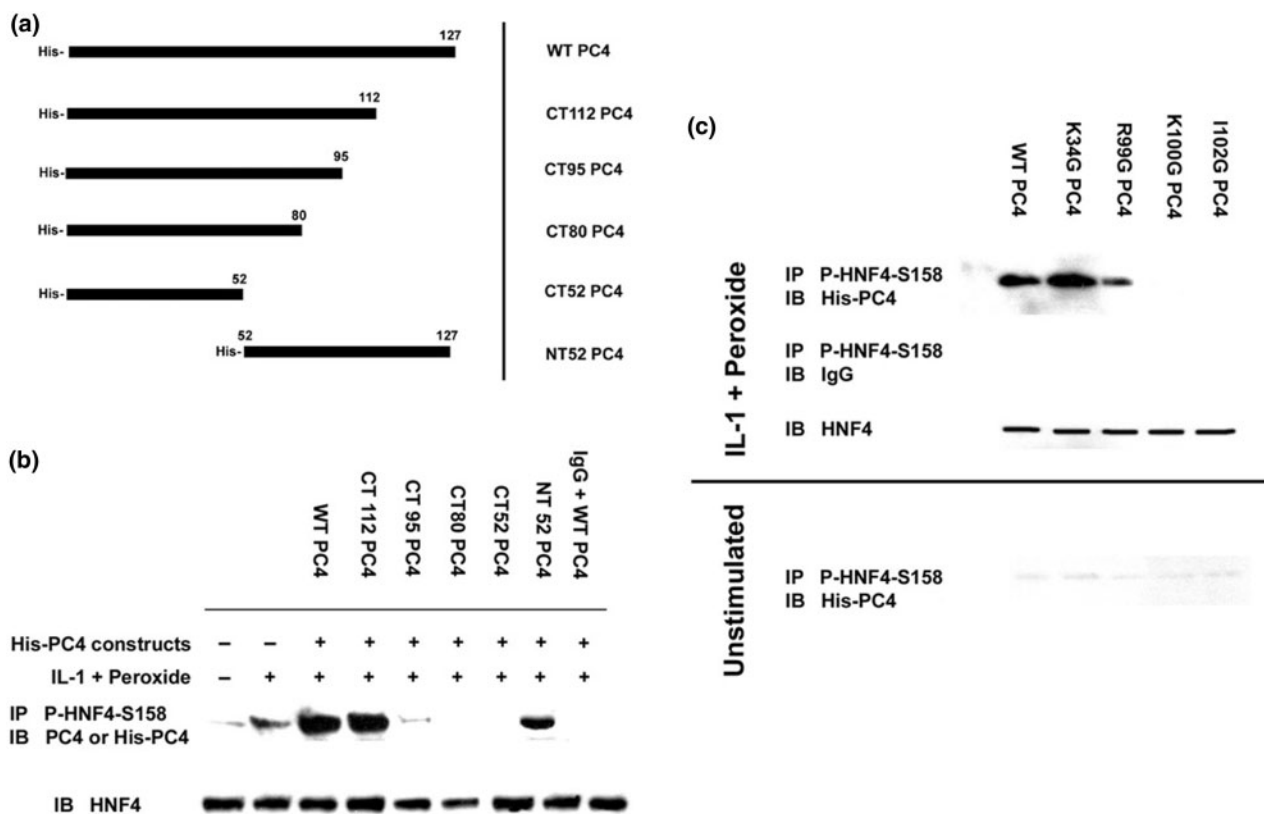 (a)
His-
127
WT PC4
His-
112
CT112 PC4
His-
95
CT95 PC4
His-
80
CT80 PC4
His-
52
CT52 PC4
His-
52
127
NT52 PC4
(b)
WT PC4
CT 112 PC4
CT 95 PC4
CT80 PC4
CT52 PC4
NT 52 PC4
IgG + WT PC4
His-PC4 constructs – – + + + + + + +
IL-1 + Peroxide – + + + + + + + +
IP P-HNF4-S158
IB PC4 or His-PC4
IB HNF4
(c)
WT PC4
K34G PC4
R99G PC4
K100G PC4
I102G PC4
IL-1 + Peroxide
IP P-HNF4-S158
IB His-PC4
IP P-HNF4-S158
IB IgG
IB HNF4
Unstimulated
IP P-HNF4-S158
IB His-PC4